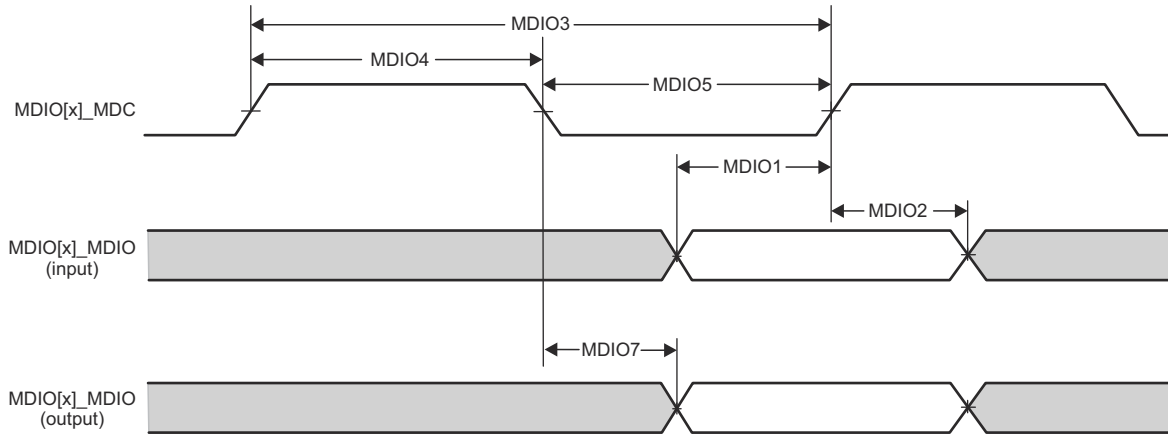 MDIO3
MDIO4
MDIO5
MDIO[x]_MDC
MDIO1
MDIO2
MDIO[x]_MDIO
(input)
MDIO7
MDIO[x]_MDIO
(output)